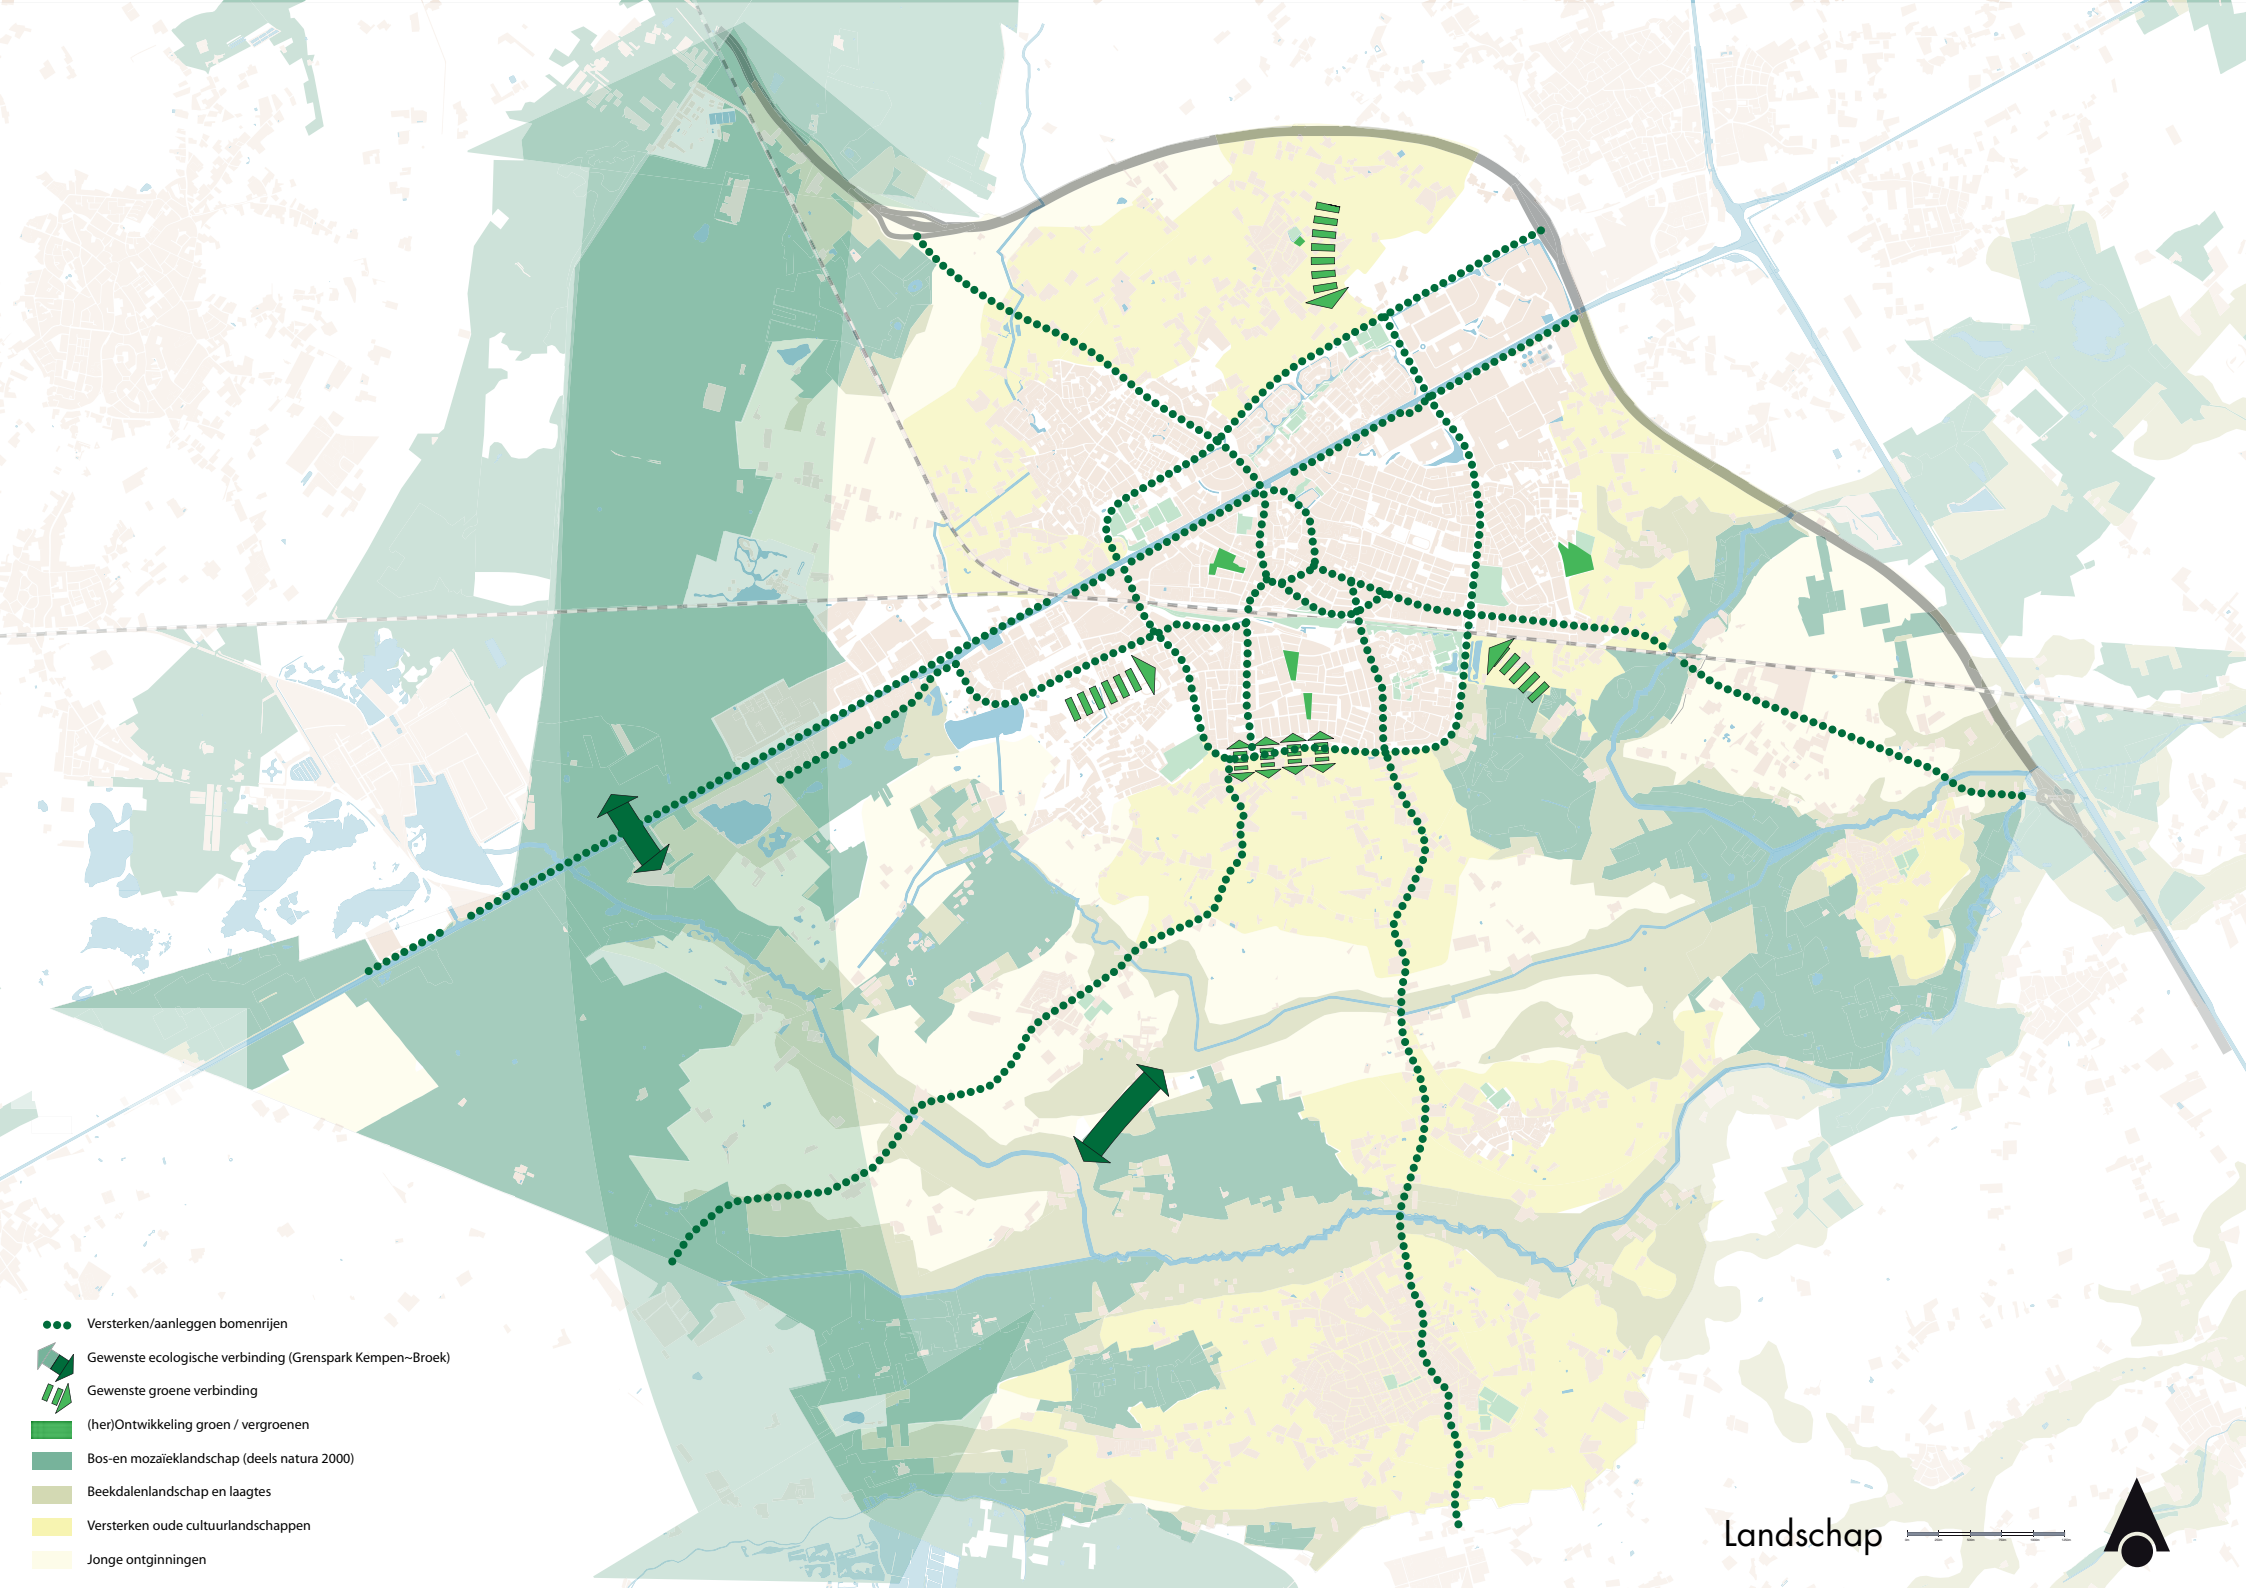 Versterken/aanleggen bomenrijen
Gewenste ecologische verbinding (Grenspark Kempen~Broek)
Gewenste groene verbinding
(her)Ontwikkeling groen / vergroenen
Bos-en mozaïeklandschap (deels natura 2000)
Beekdalenlandschap en laagtes
Versterken oude cultuurlandschappen
Jonge ontginningen
Landschap